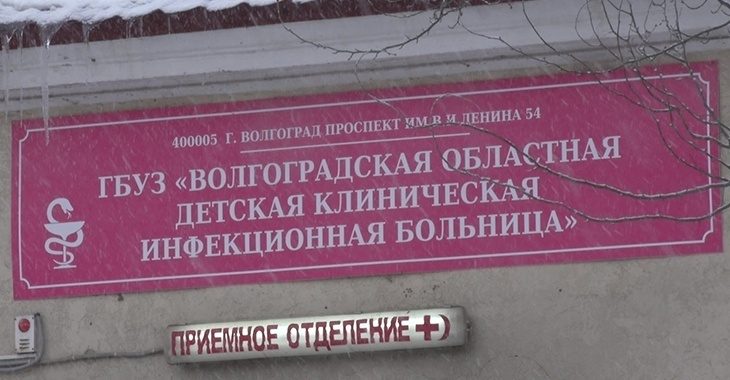 400005 Г. ВОЛГОГРАД ПРОСПЕКТ ИМ В И ЛЕНИНА 54
ГБУЗ «ВОЛГОГРАДСКАЯ ОБЛАСТНАЯ
ДЕТСКАЯ КЛИНИЧЕСКАЯ
ИНФЕКЦИОННАЯ БОЛЬНИЦА»
ПРИЕМНОЕ ОТДЕЛЕНИЕ